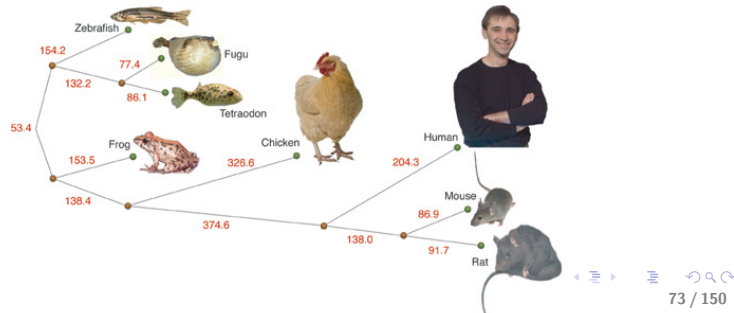 Zebrafish
154.2
77.4
Fugu
132.2
86.1
Tetraodon
53.4
Frog
Chicken
Human
153.5
326.6
204.3
138.4
Mouse
86.9
374.6
138.0
91.7
Rat
73 / 150